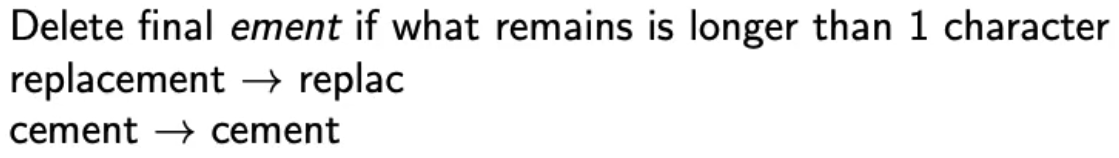 Delete final ement if what remains is longer than 1 character
replacement → replac
cement → cement